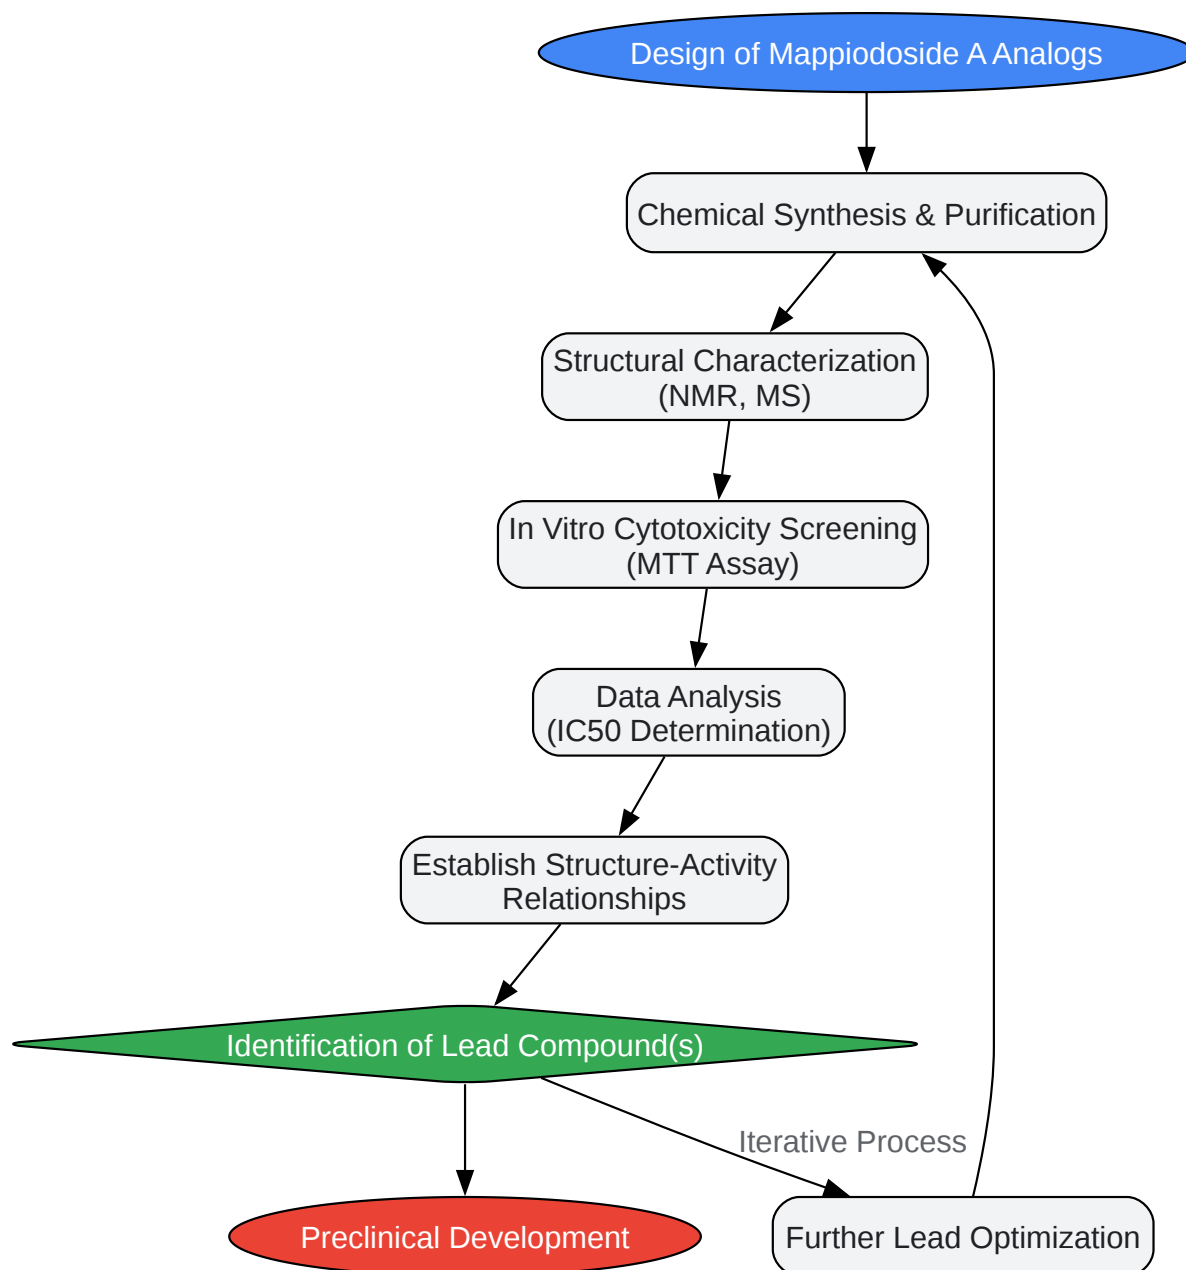 Design of Mappiodoside A Analogs
Chemical Synthesis & Purification
Structural Characterization
(NMR, MS)
In Vitro Cytotoxicity Screening
(MTT Assay)
Data Analysis
(IC50 Determination)
Establish Structure-Activity
Relationships
Identification of Lead Compound(s)
Iterative Process
Preclinical Development
Further Lead Optimization